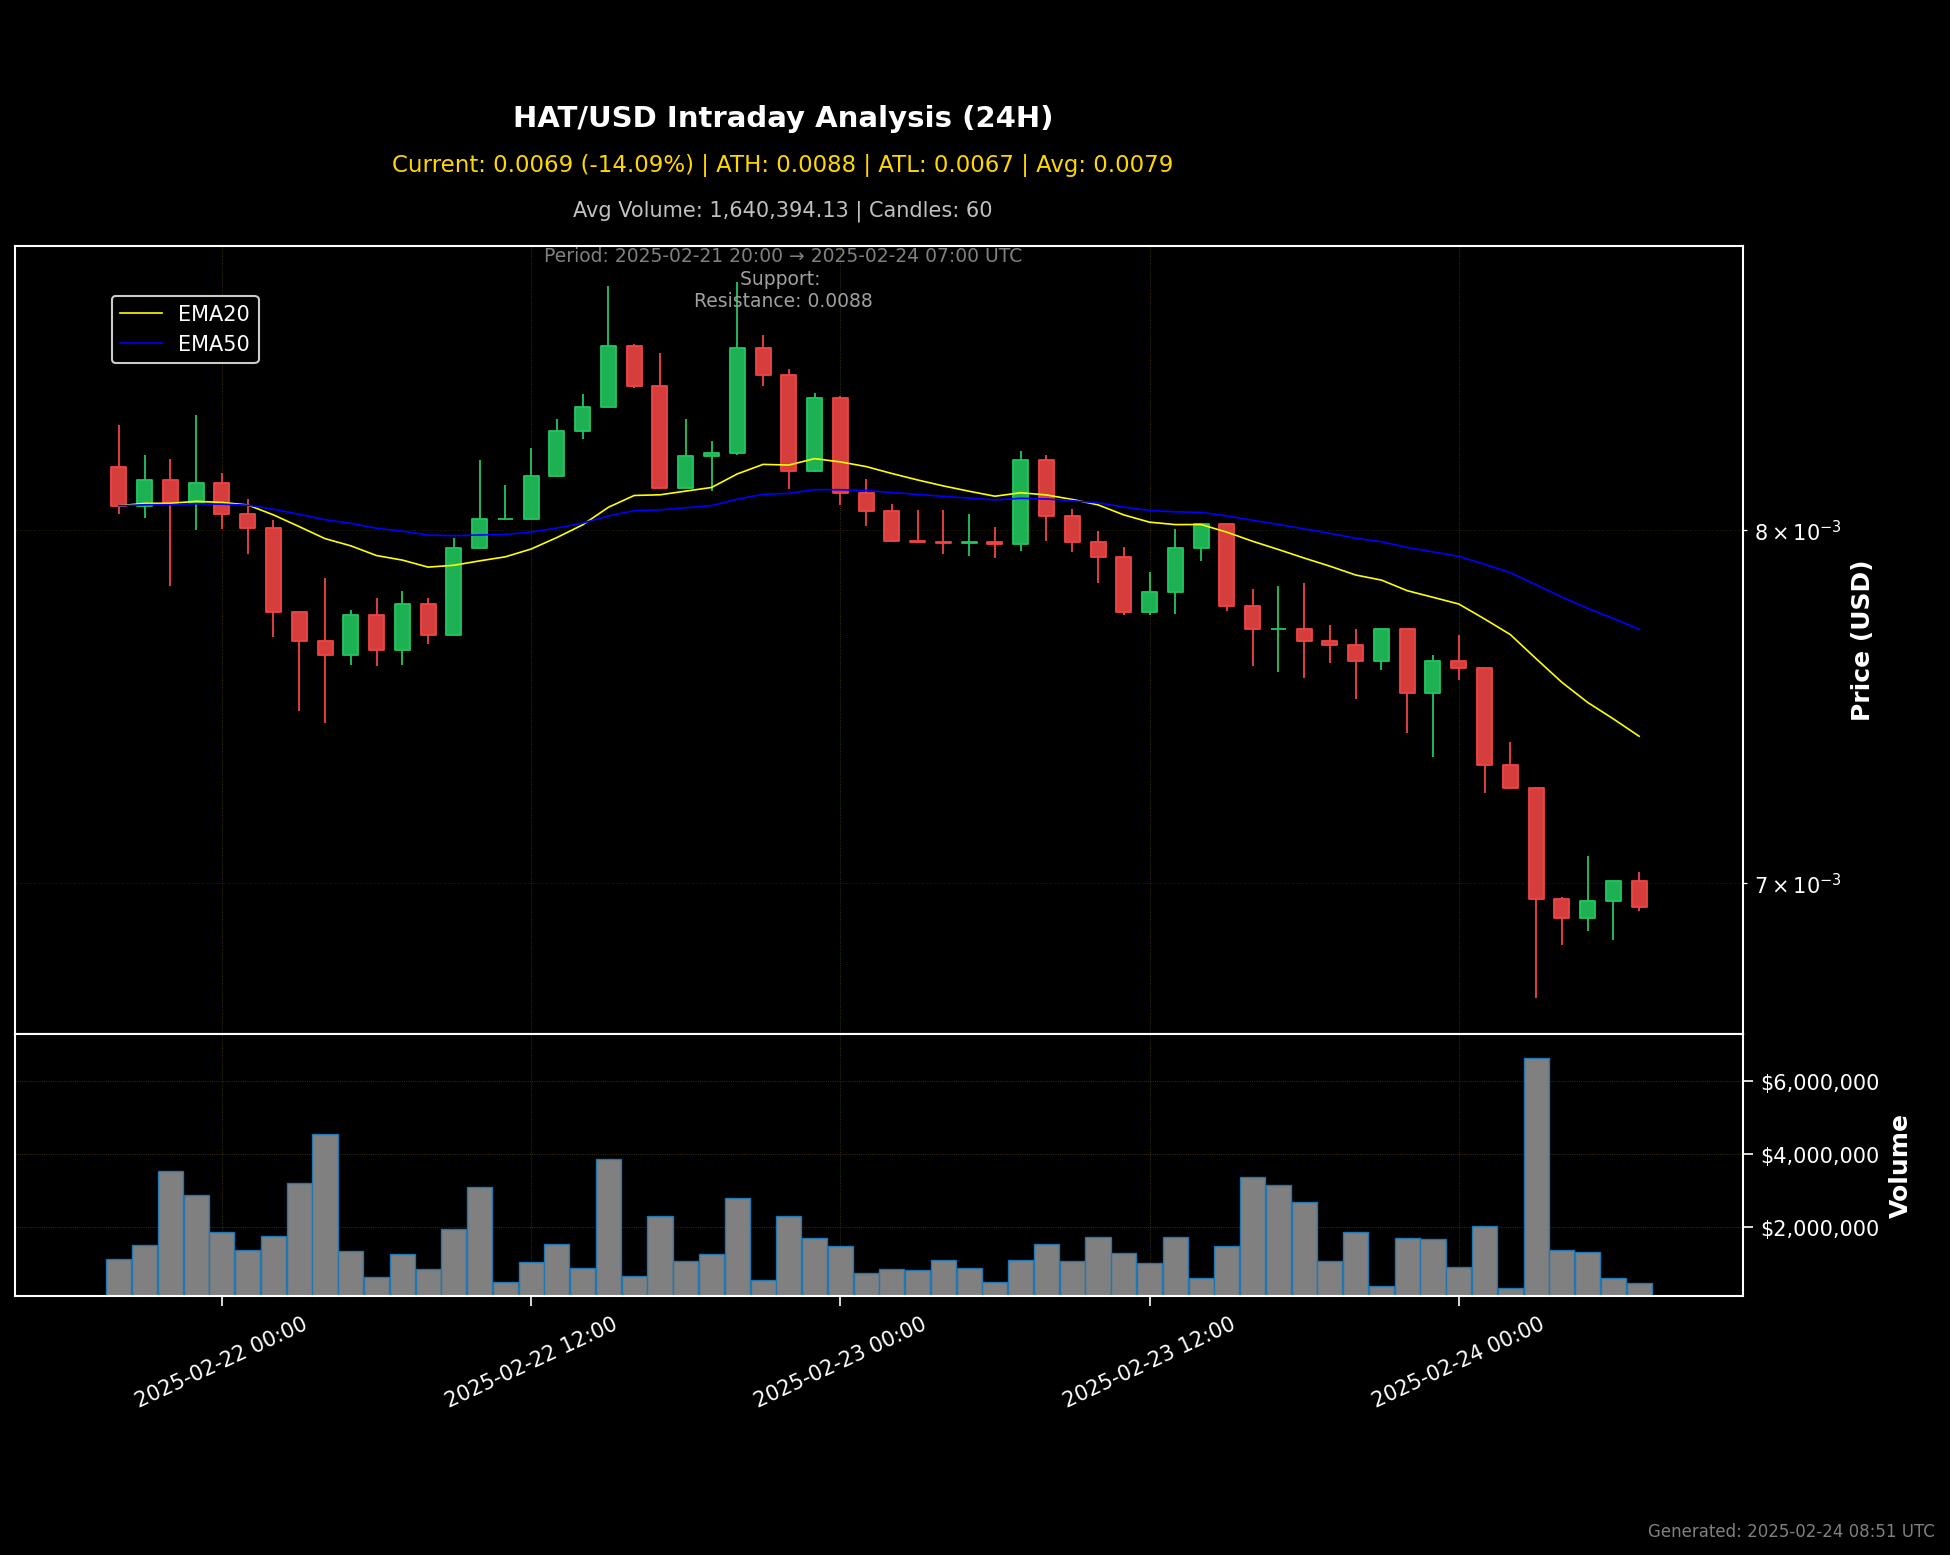 HAT/USD Intraday Analysis (24H)
Current: 0.0069 (-14.09%) | ATH: 0.0088 | ATL: 0.0067 | Avg: 0.0079
Avg Volume: 1,640,394.13 | Candles: 60
Period: 2025-02-21 20:00 → 2025-02-24 07:00 UTC
Support:
Resistance: 0.0088
EMA20
EMA50
8 × 10⁻³
7 × 10⁻³
Price (USD)
$6,000,000
$4,000,000
$2,000,000
Volume
2025-02-22 00:00
2025-02-22 12:00
2025-02-23 00:00
2025-02-23 12:00
2025-02-24 00:00
Generated: 2025-02-24 08:51 UTC